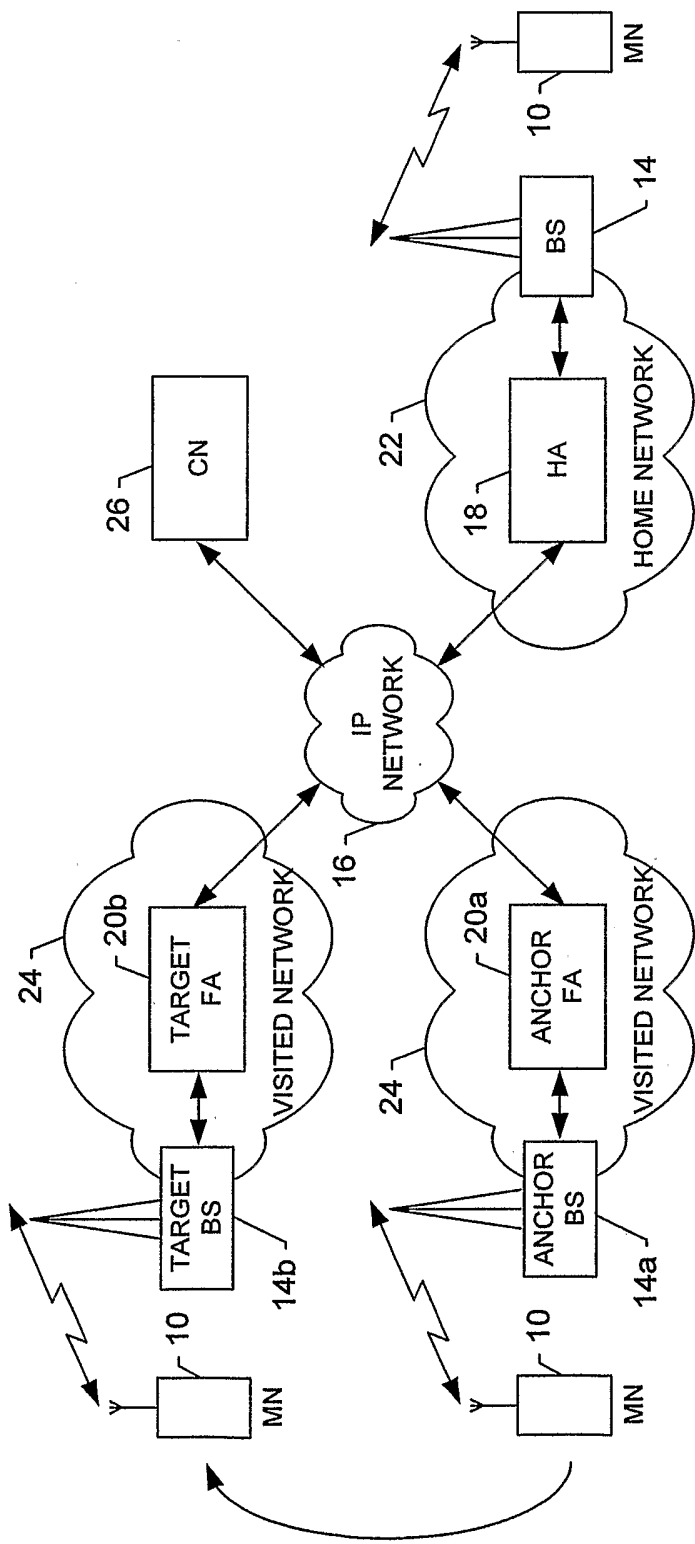 10
MN
TARGET
BS
14b
24
20b
TARGET
FA
VISITED NETWORK
26
CN
16
IP
NETWORK
10
MN
ANCHOR
BS
14a
24
20a
ANCHOR
FA
VISITED NETWORK
22
18
HA
HOME NETWORK
BS
14
10
MN